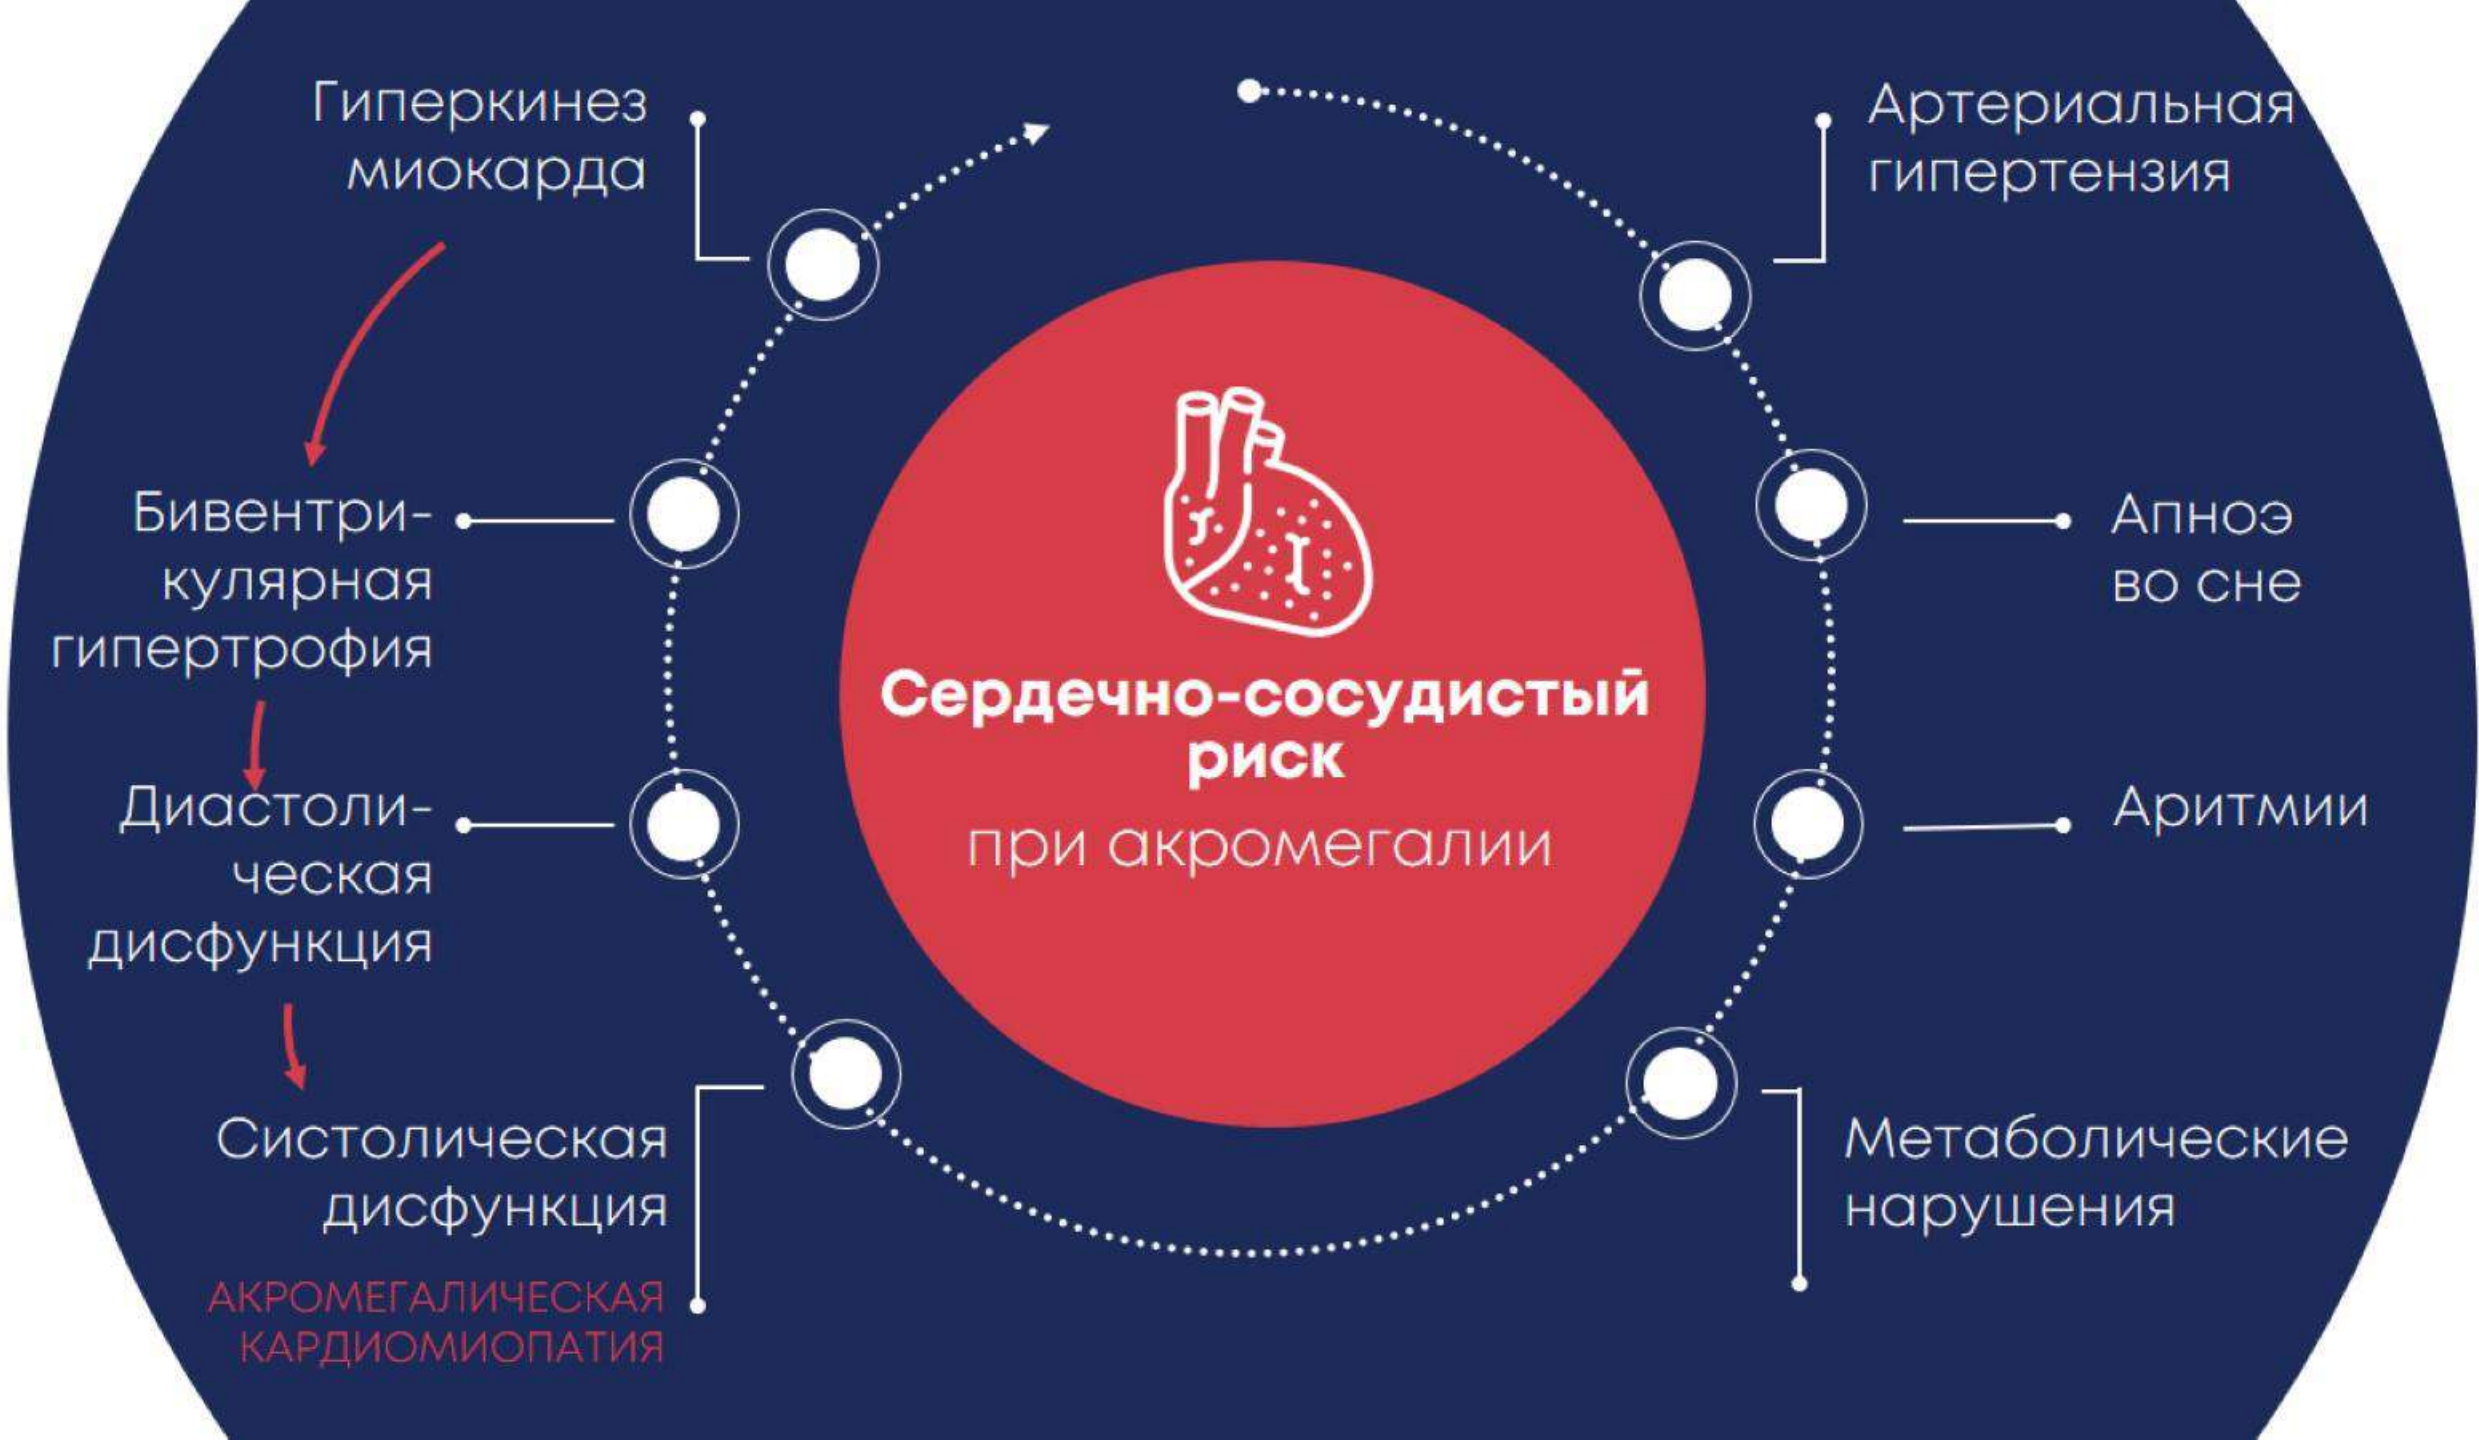 Гиперкинез
миокарда
Бивентри-
кулярная
гипертрофия
Диастоли-
ческая
дисфункция
Систолическая
дисфункция
АКРОМЕГАЛИЧЕСКАЯ
КАРДИОМИОПАТИЯ
Сердечно-сосудистый
риск
при акромегалии
Артериальная
гипертензия
Апноэ
во сне
Аритмии
Метаболические
нарушения